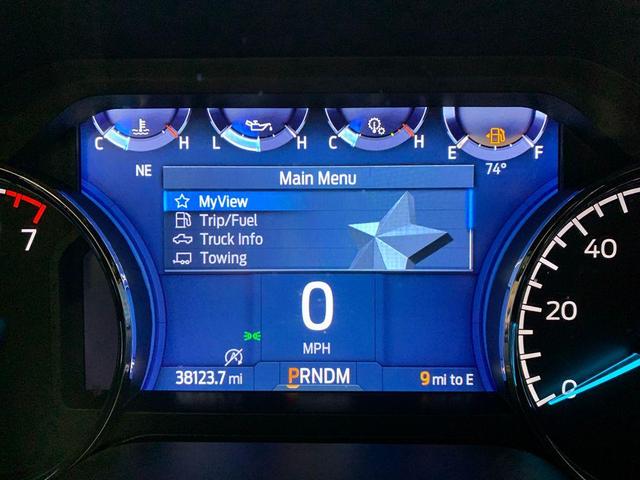 C H L H C H E F
NE 74°
Main Menu
MyView
Trip/Fuel
Truck Info
Towing
7
40
20
0
0
MPH
38123.7 mi PRNDM 9 mi to E